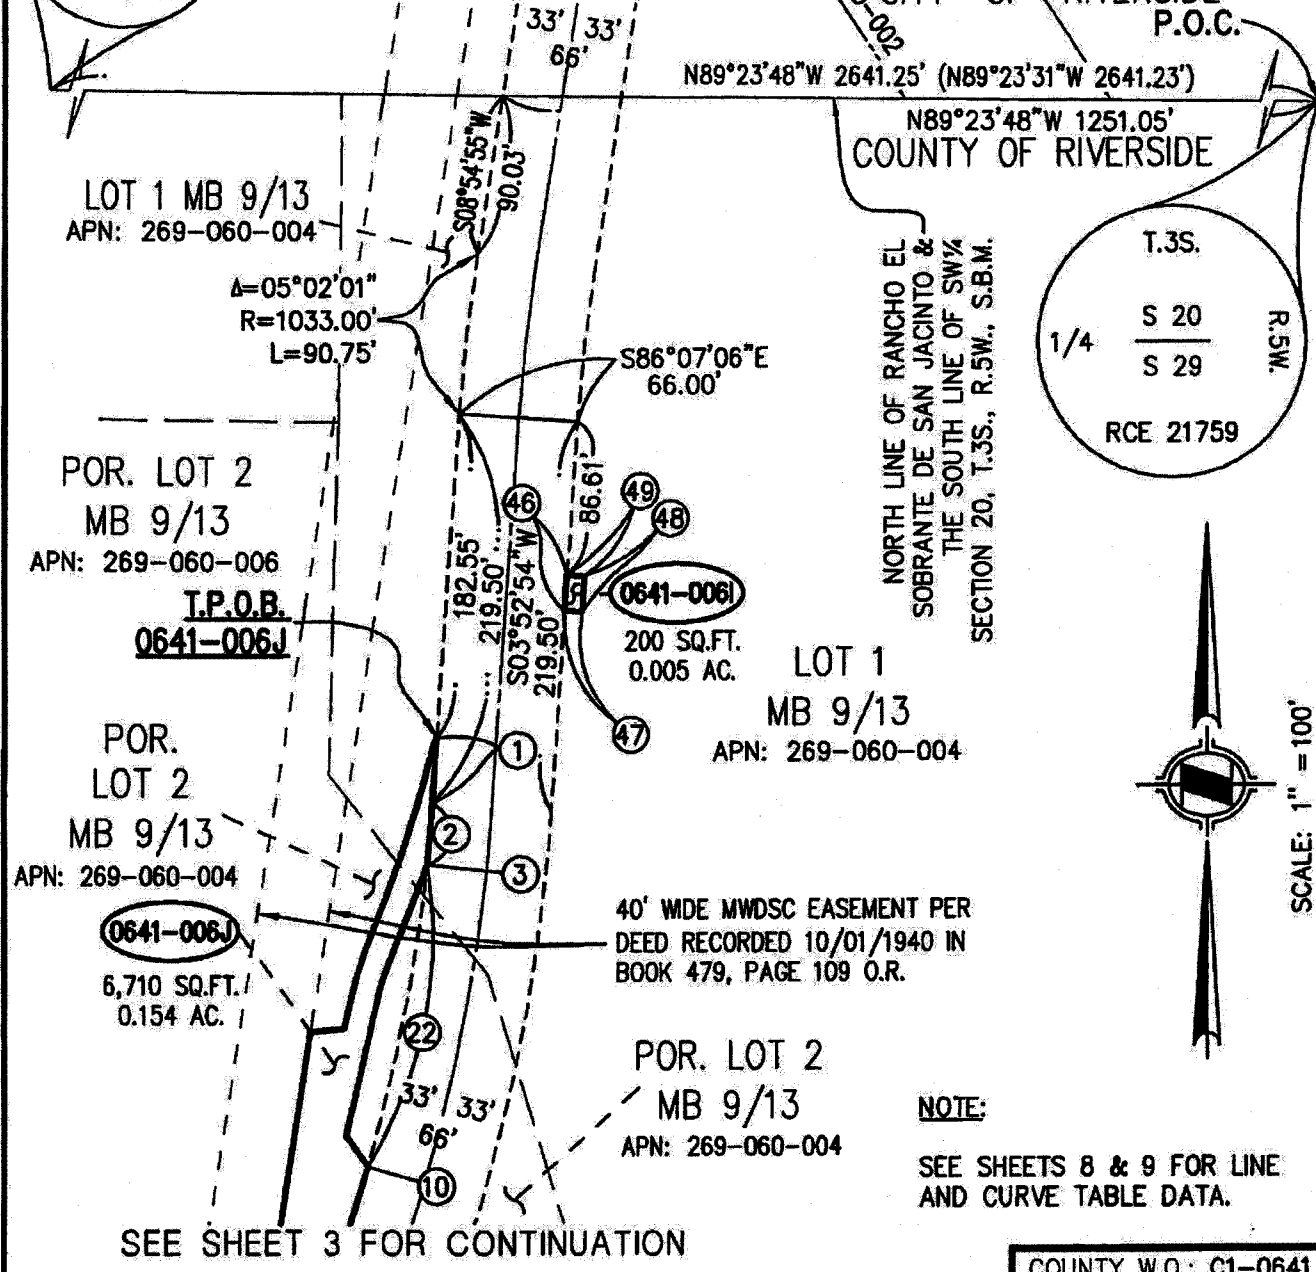 33' 33'
66'
-002
CITY OF RIVERSIDE
P.O.C.
N89°23'48"W 2641.25' (N89°23'31"W 2641.23')
N89°23'48"W 1251.05'
COUNTY OF RIVERSIDE
S08°54'55"W
90.03'
LOT 1 MB 9/13
APN: 269-060-004
Δ=05°02'01"
R=1033.00'
L=90.75'
S86°07'06"E
66.00'
NORTH LINE OF RANCHO EL
SOBRANTE DE SAN JACINTO &
THE SOUTH LINE OF SW¼
SECTION 20, T.3S., R.5W., S.B.M.
T.3S.
R.5W.
1/4
S 20
S 29
RCE 21759
POR. LOT 2
MB 9/13
APN: 269-060-006
T.P.O.B.
0641-006J
182.55'
219.50'
S03°52'54"W
219.50'
86.61'
46
49
48
0641-006I
200 SQ.FT.
0.005 AC.
47
LOT 1
MB 9/13
APN: 269-060-004
POR.
LOT 2
MB 9/13
APN: 269-060-004
1
2
3
0641-006J
6,710 SQ.FT.
0.154 AC.
40' WIDE MWDSC EASEMENT PER
DEED RECORDED 10/01/1940 IN
BOOK 479, PAGE 109 O.R.
SCALE: 1" =100'
22
33' 33'
66'
10
POR. LOT 2
MB 9/13
APN: 269-060-004
NOTE:
SEE SHEETS 8 & 9 FOR LINE
AND CURVE TABLE DATA.
SEE SHEET 3 FOR CONTINUATION
COUNTY W.O.: C1-0641